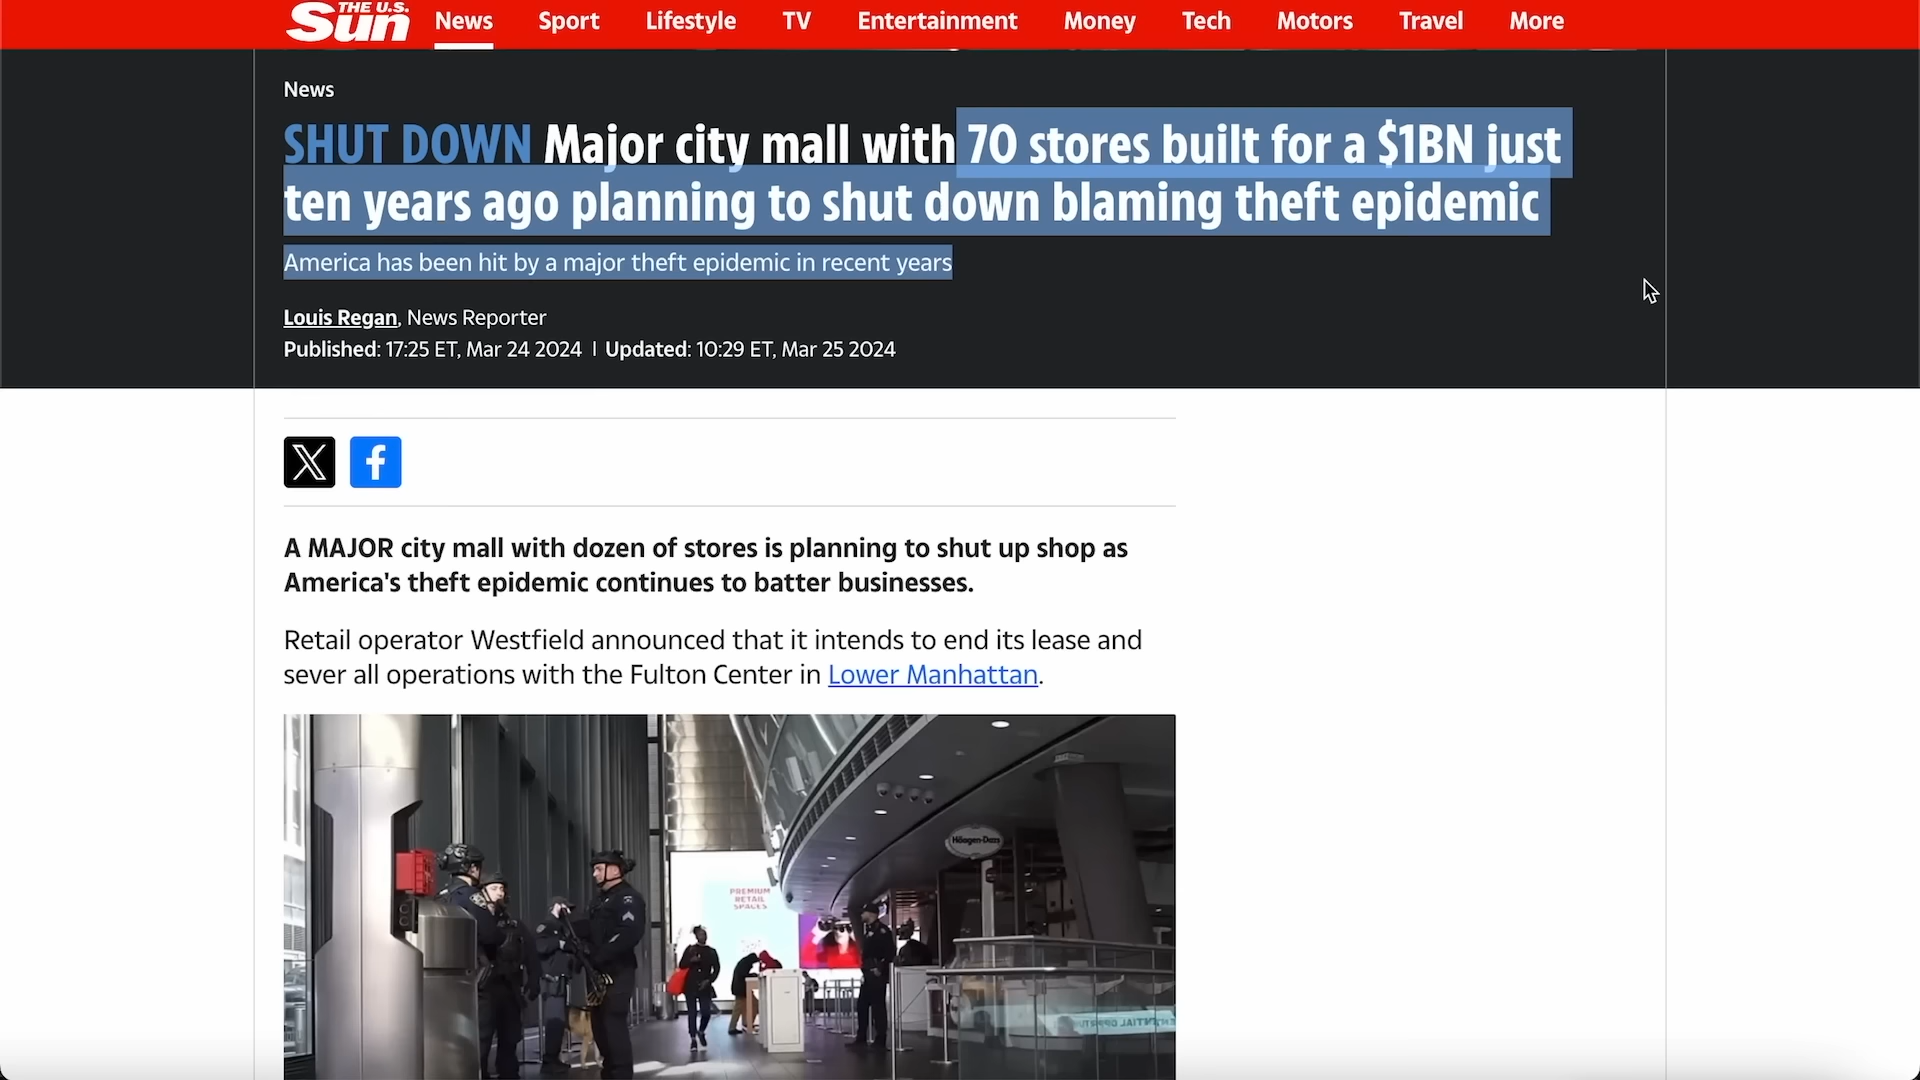 THE U.S. Sun News Sport Lifestyle TV Entertainment Money Tech Motors Travel More
News
SHUT DOWN Major city mall with 70 stores built for a $1BN just
ten years ago planning to shut down blaming theft epidemic
America has been hit by a major theft epidemic in recent years
Louis Regan, News Reporter
Published: 17:25 ET, Mar 24 2024 | Updated: 10:29 ET, Mar 25 2024
A MAJOR city mall with dozen of stores is planning to shut up shop as
America's theft epidemic continues to batter businesses.
Retail operator Westfield announced that it intends to end its lease and
sever all operations with the Fulton Center in Lower Manhattan.
Häagen-Dazs
PREMIUM
RETAIL
SPACES